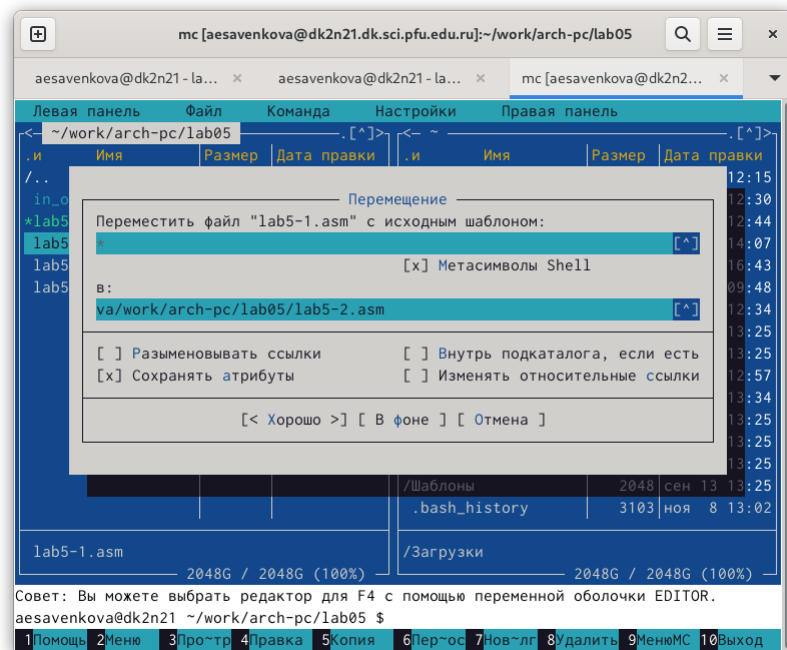 mc [aesavenkova@dk2n21.dk.sci.pfu.edu.ru]:~/work/arch-pc/lab05
aesavenkova@dk2n21 - la... × aesavenkova@dk2n21 - la... × mc [aesavenkova@dk2n2... ×
Левая панель Файл Команда Настройки Правая панель
<— ~/work/arch-pc/lab05 .[^]> <— ~ .[^]>
.и Имя Размер Дата правки .и Имя Размер Дата правки
/.. 12:15
in_o 12:30
*lab5 12:44
lab5 14:07
lab5 16:43
lab5 09:48
12:34
13:25
13:25
12:57
13:34
13:25
13:25
13:25
Перемещение
Переместить файл "lab5-1.asm" с исходным шаблоном:
* [^]
[x] Метасимволы Shell
в:
va/work/arch-pc/lab05/lab5-2.asm [^]
[ ] Разыменовывать ссылки [ ] Внутрь подкаталога, если есть
[x] Сохранять атрибуты [ ] Изменять относительные ссылки
[< Хорошо >] [ В фоне ] [ Отмена ]
/Шаблоны 2048 сен 13 13:25
.bash_history 3103 ноя 8 13:02
lab5-1.asm /Загрузки
2048G / 2048G (100%) 2048G / 2048G (100%)
Совет: Вы можете выбрать редактор для F4 с помощью переменной оболочки EDITOR.
aesavenkova@dk2n21 ~/work/arch-pc/lab05 $
1Помощь 2Меню 3Про~тр 4Правка 5Копия 6Пер~ос 7Нов~лг 8Удалить 9МенюMC 10Выход